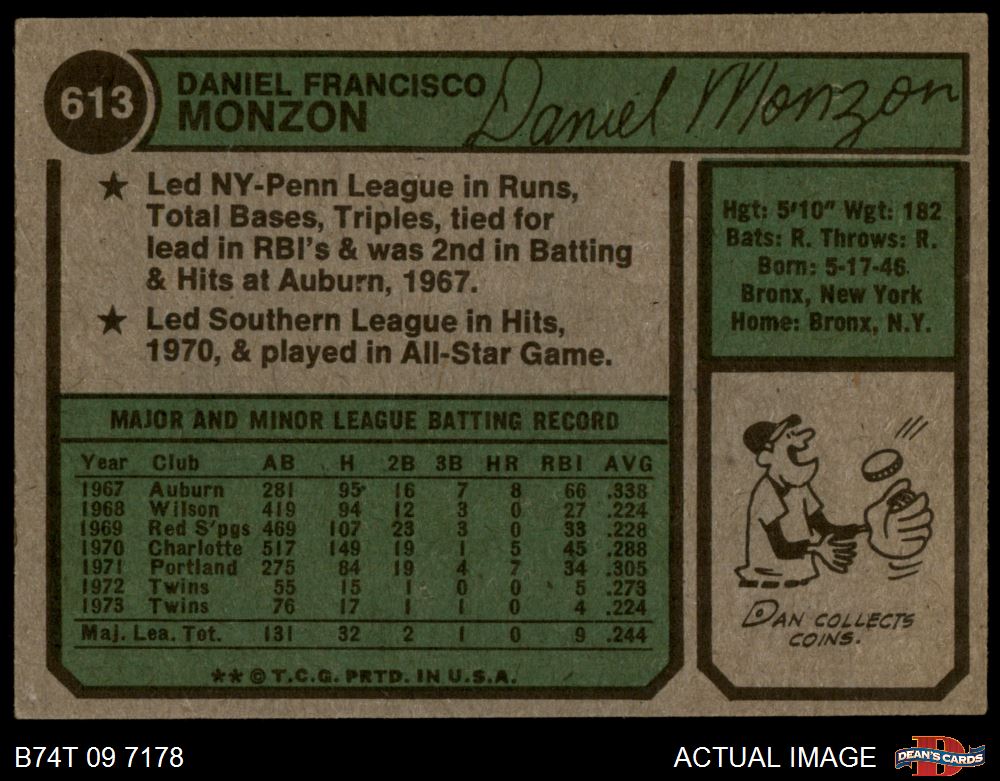 613
DANIEL FRANCISCO
MONZON
Daniel Monzon
★ Led NY-Penn League in Runs,
Total Bases, Triples, tied for
lead in RBI's & was 2nd in Batting
& Hits at Auburn, 1967.
★ Led Southern League in Hits,
1970, & played in All-Star Game.
Hgt: 5'10" Wgt: 182
Bats: R. Throws: R.
Born: 5-17-46
Bronx, New York
Home: Bronx, N.Y.
MAJOR AND MINOR LEAGUE BATTING RECORD
Year Club AB H 2B 3B HR RBI AVG
1967 Auburn 281 95 16 7 8 66 .338
1968 Wilson 419 94 12 3 0 27 .224
1969 Red S'pgs 469 107 23 3 0 33 .228
1970 Charlotte 517 149 19 1 5 45 .288
1971 Portland 275 84 19 4 7 34 .305
1972 Twins 55 15 1 0 0 5 .273
1973 Twins 76 17 1 1 0 4 .224
Maj. Lea. Tot. 131 32 2 1 0 9 .244
**© T.C.G. PRTD. IN U.S.A.
DAN COLLECTS
COINS.
B74T 09 7178
ACTUAL IMAGE
D
DEAN'S CARDS